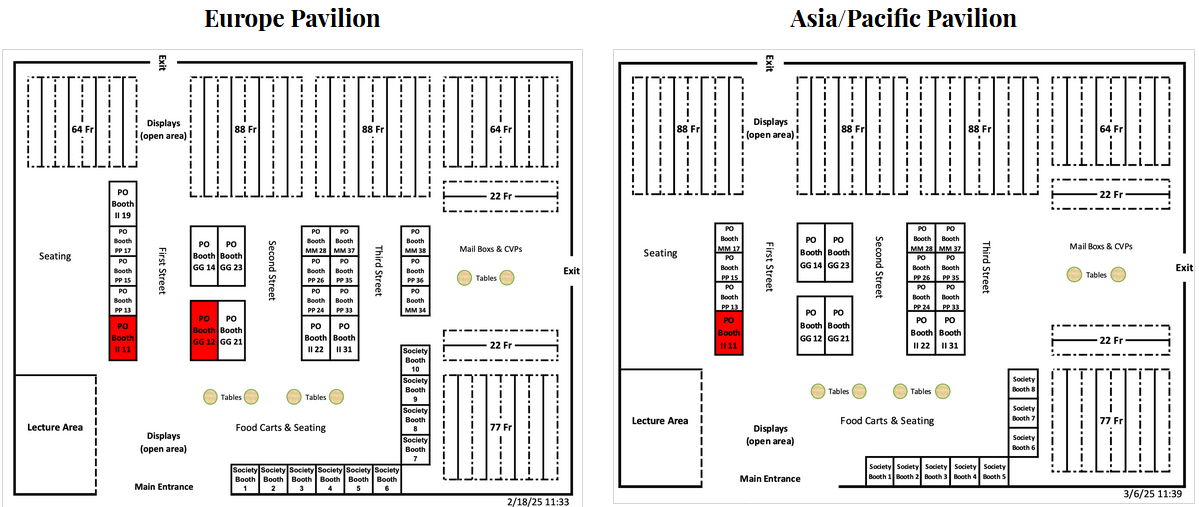 Europe Pavilion
Exit
64 Fr
Displays
(open area)
88 Fr
88 Fr
64 Fr
22 Fr
PO
Booth
II 19
PO
Booth
PP 17
PO
Booth
PP 15
PO
Booth
PP 13
PO
Booth
II 11
Seating
First Street
PO
Booth
GG 14
PO
Booth
GG 23
PO
Booth
GG 12
PO
Booth
GG 21
Second Street
PO
Booth
MM 28
PO
Booth
MM 37
PO
Booth
PP 26
PO
Booth
PP 35
PO
Booth
PP 24
PO
Booth
PP 33
PO
Booth
II 22
PO
Booth
II 31
Third Street
PO
Booth
MM 38
PO
Booth
PP 36
PO
Booth
MM 34
Mail Boxs & CVPs
Tables
Exit
22 Fr
Society
Booth
10
Society
Booth
9
Society
Booth
8
Society
Booth
7
77 Fr
Tables
Tables
Food Carts & Seating
Lecture Area
Displays
(open area)
Main Entrance
Society
Booth
1
Society
Booth
2
Society
Booth
3
Society
Booth
4
Society
Booth
5
Society
Booth
6
2/18/25 11:33
Asia/Pacific Pavilion
Exit
88 Fr
Displays
(open area)
88 Fr
88 Fr
64 Fr
22 Fr
PO
Booth
MM 17
PO
Booth
PP 15
PO
Booth
PP 13
PO
Booth
II 11
Seating
First Street
PO
Booth
GG 14
PO
Booth
GG 23
PO
Booth
GG 12
PO
Booth
GG 21
Second Street
PO
Booth
MM 28
PO
Booth
MM 37
PO
Booth
PP 26
PO
Booth
PP 35
PO
Booth
PP 24
PO
Booth
PP 33
PO
Booth
II 22
PO
Booth
II 31
Third Street
Mail Boxs & CVPs
Tables
Exit
22 Fr
Society
Booth 8
Society
Booth 7
Society
Booth 6
77 Fr
Tables
Tables
Food Carts & Seating
Lecture Area
Displays
(open area)
Main Entrance
Society
Booth 1
Society
Booth 2
Society
Booth 3
Society
Booth 4
Society
Booth 5
3/6/25 11:39